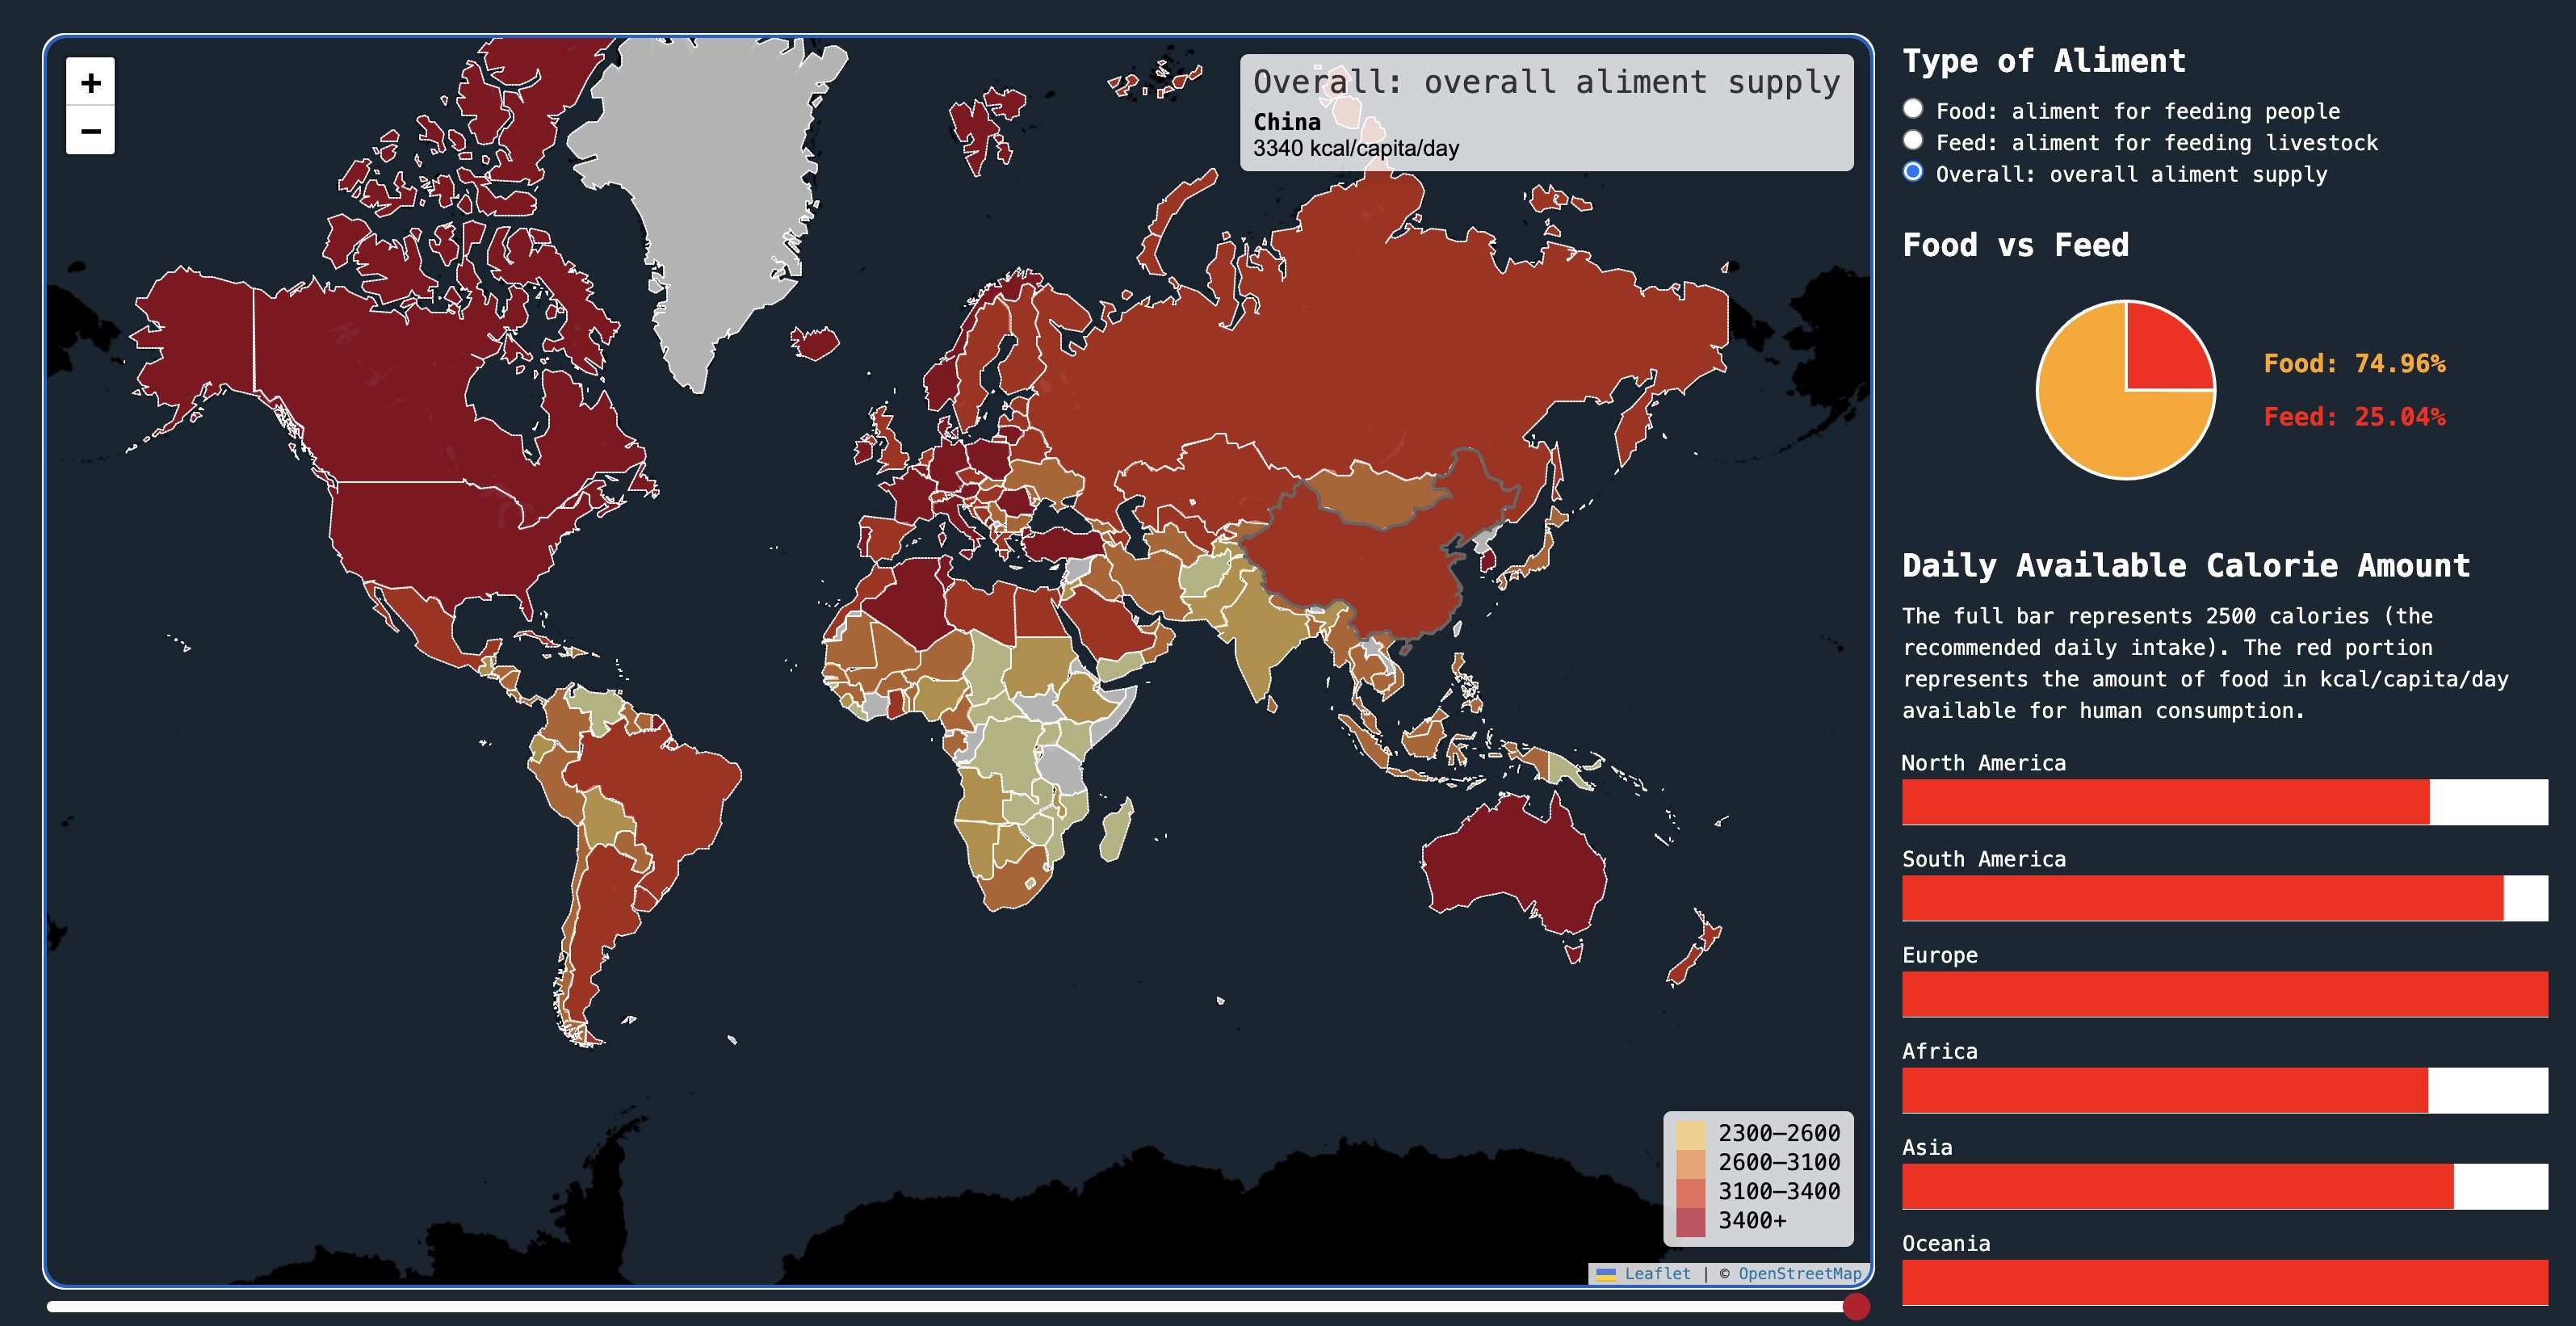 +
−
Overall: overall aliment supply
China
3340 kcal/capita/day
2300–2600
2600–3100
3100–3400
3400+
Leaflet | © OpenStreetMap
Type of Aliment
Food: aliment for feeding people
Feed: aliment for feeding livestock
Overall: overall aliment supply
Food vs Feed
Food: 74.96%
Feed: 25.04%
Daily Available Calorie Amount
The full bar represents 2500 calories (the
recommended daily intake). The red portion
represents the amount of food in kcal/capita/day
available for human consumption.
North America
South America
Europe
Africa
Asia
Oceania